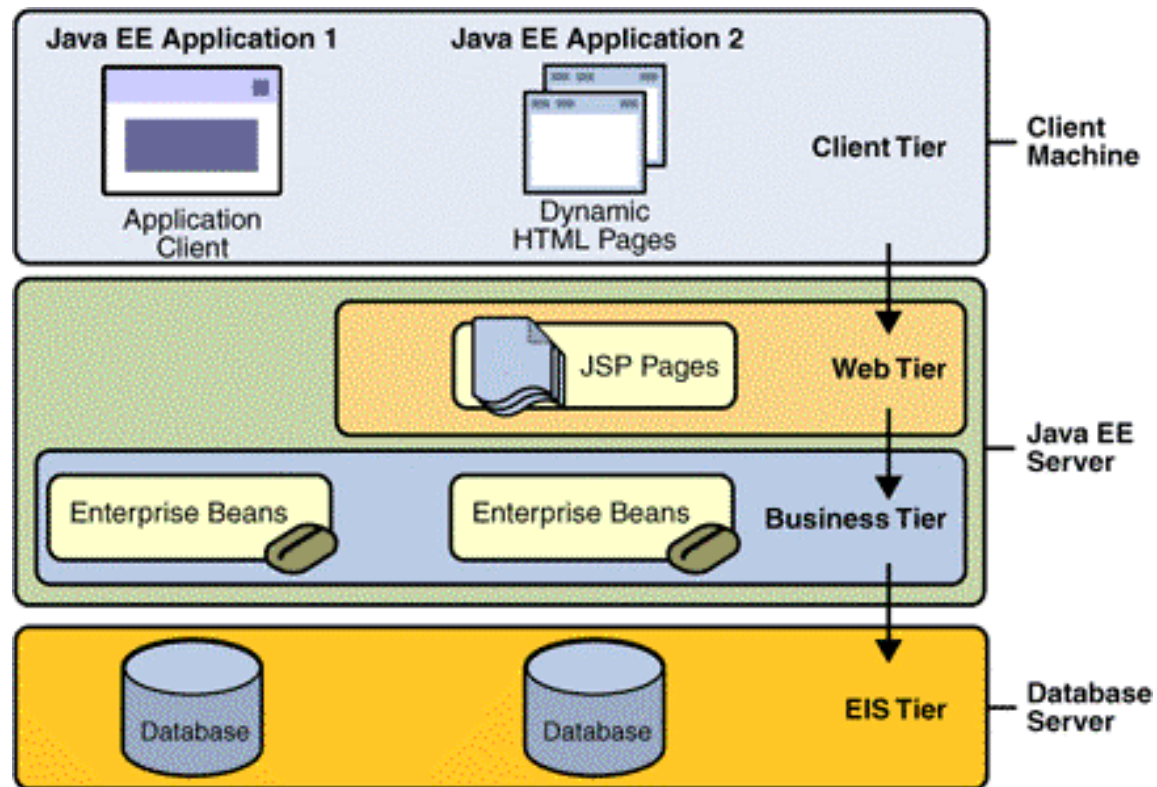 Java EE Application 1
Java EE Application 2
Application
Client
Dynamic
HTML Pages
Client Tier
Client
Machine
JSP Pages
Web Tier
Java EE
Server
Enterprise Beans
Enterprise Beans
Business Tier
Database
Database
EIS Tier
Database
Server